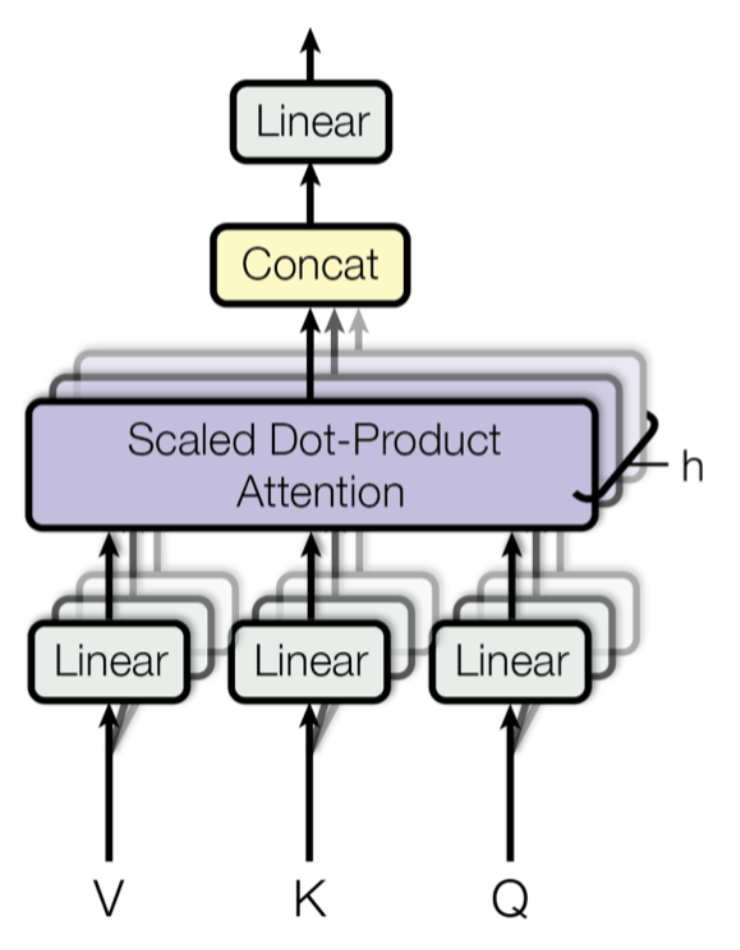 Linear
Concat
Scaled Dot-Product
Attention
h
Linear Linear Linear
V K Q